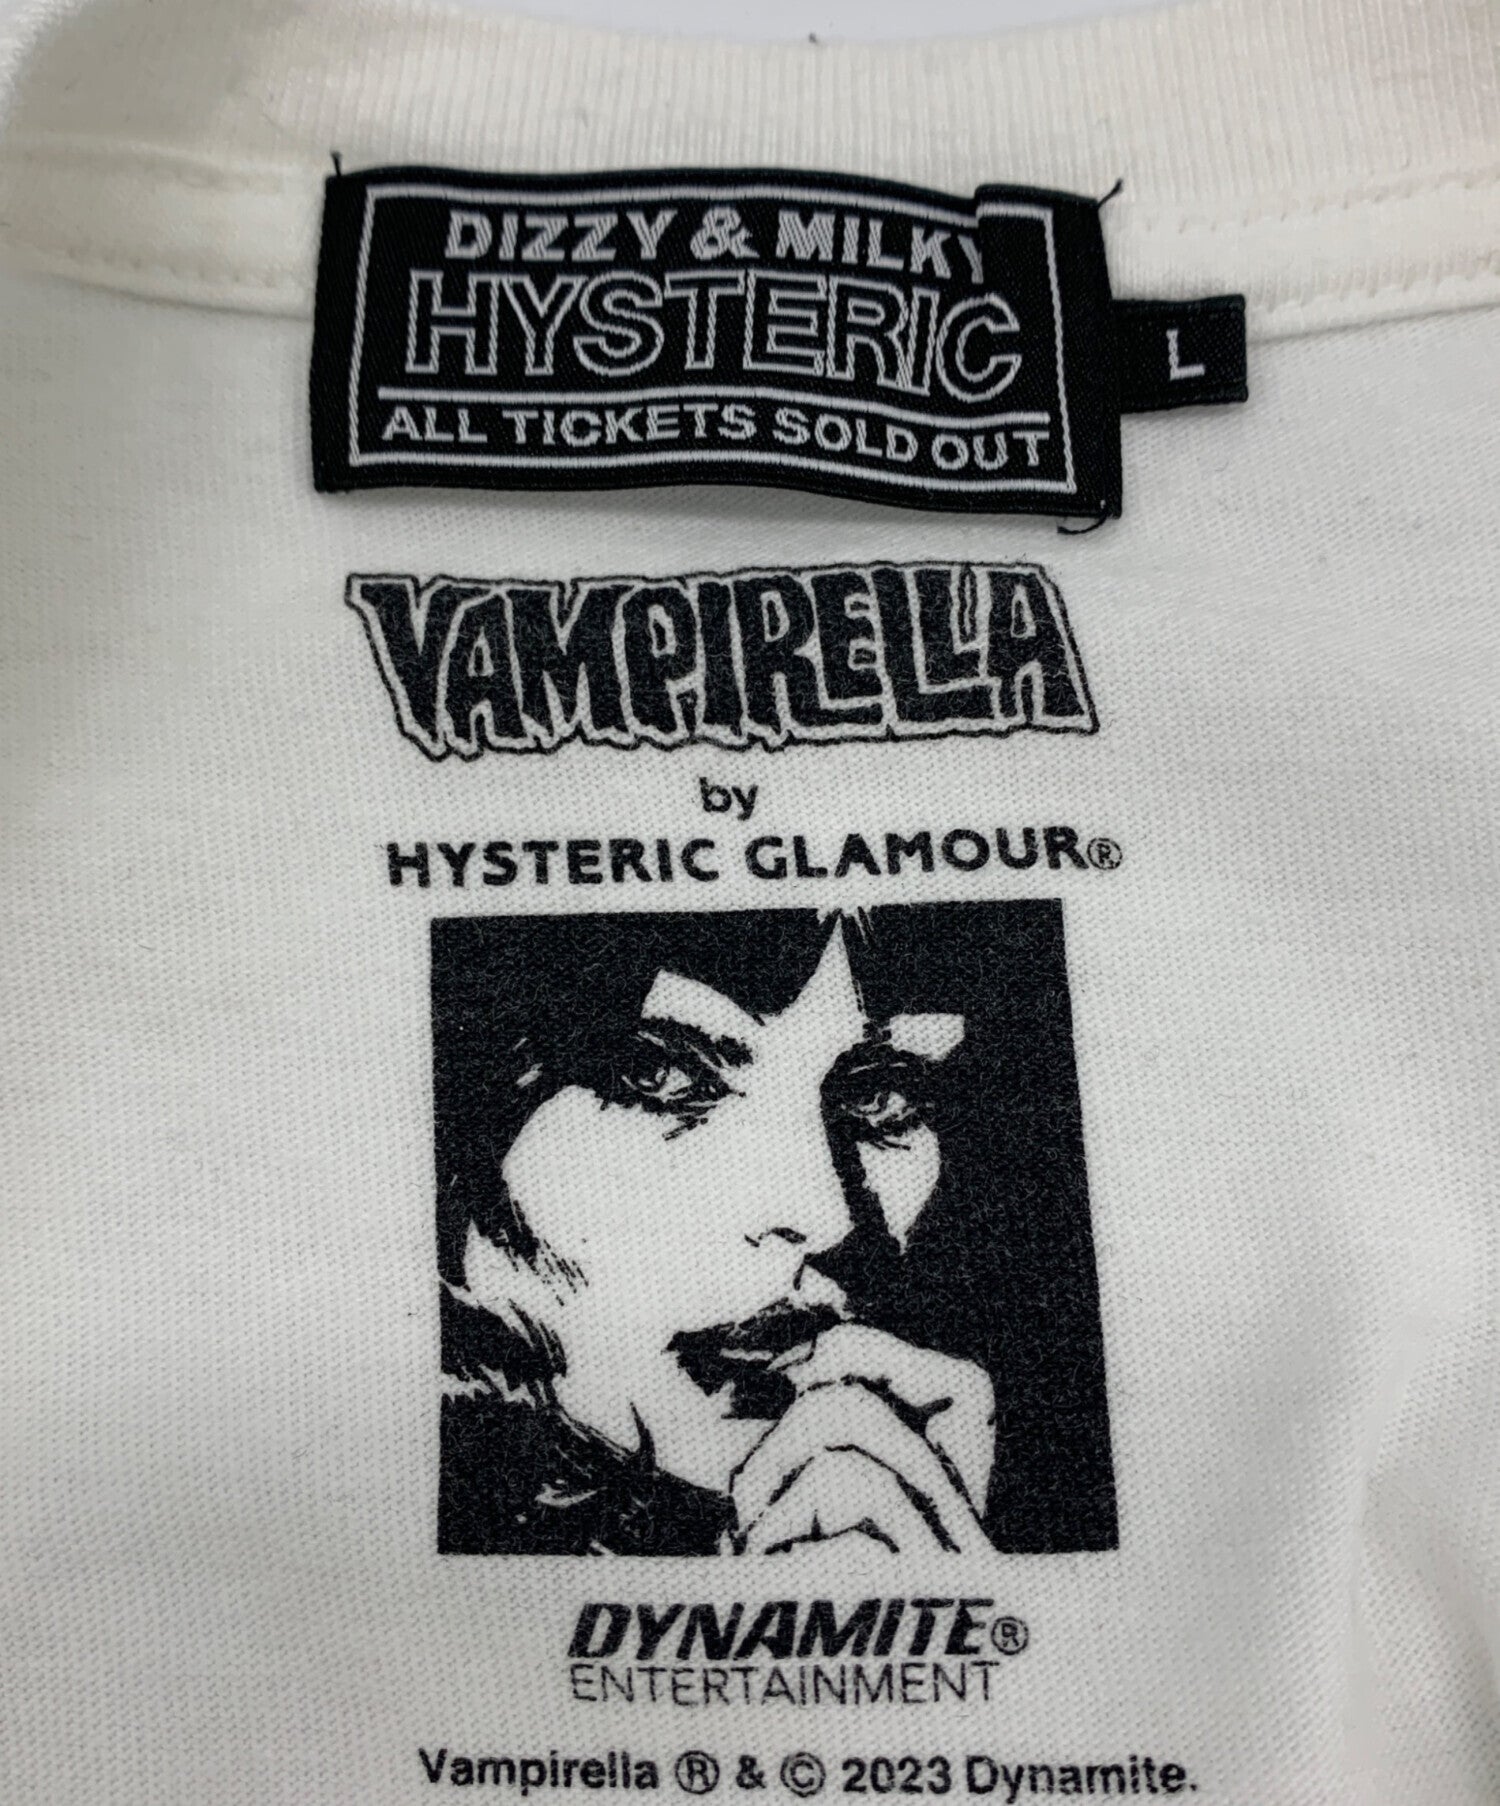 DIZZY & MILKY
HYSTERIC
ALL TICKETS SOLD OUT
L
VAMPIRELLA
by
HYSTERIC GLAMOUR®
DYNAMITE®
ENTERTAINMENT
Vampirella ® & © 2023 Dynamite.